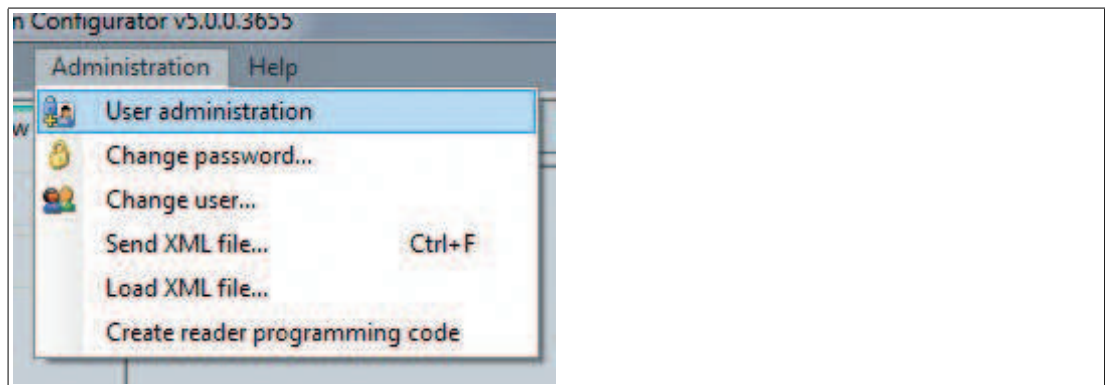 n Configurator v5.0.0.3655
Administration Help
w
User administration
Change password...
Change user...
Send XML file... Ctrl+F
Load XML file...
Create reader programming code